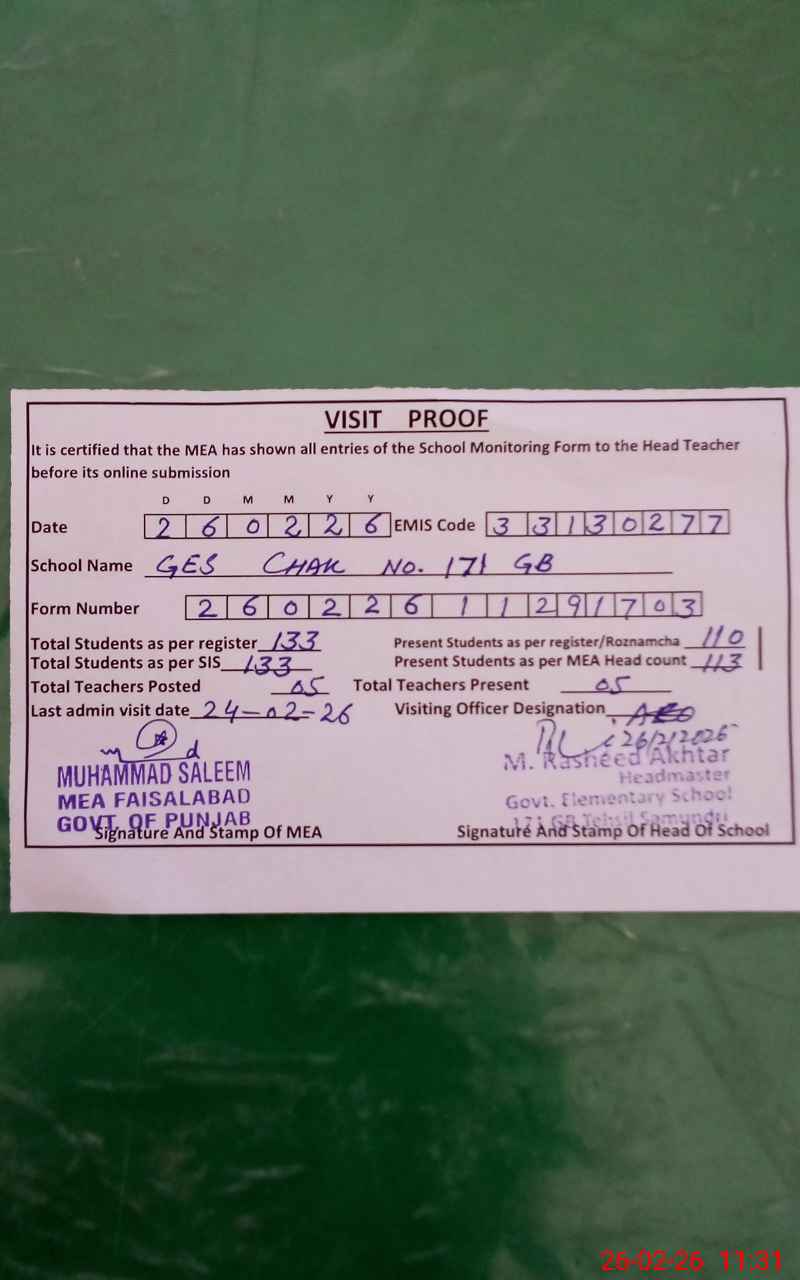 VISIT PROOF
It is certified that the MEA has shown all entries of the School Monitoring Form to the Head Teacher
before its online submission
D D M M Y Y
Date 2 6 0 2 2 6 EMIS Code 3 3 1 3 0 2 7 7
School Name GES CHAK NO. 171 GB
Form Number 2 6 0 2 2 6 1 1 2 9 1 7 0 3
Total Students as per register 133 Present Students as per register/Roznamcha 110
Total Students as per SIS 133 Present Students as per MEA Head count 113
Total Teachers Posted 05 Total Teachers Present 05
Last admin visit date 24-02-26 Visiting Officer Designation AEO
26/2/2026
MUHAMMAD SALEEM M. Rasheed Akhtar
MEA FAISALABAD Headmaster
GOVT. OF PUNJAB Govt. Elementary School
171 GB Tehsil Samundri
Signature And Stamp Of MEA Signature And Stamp Of Head Of School
26-02-26 11:31